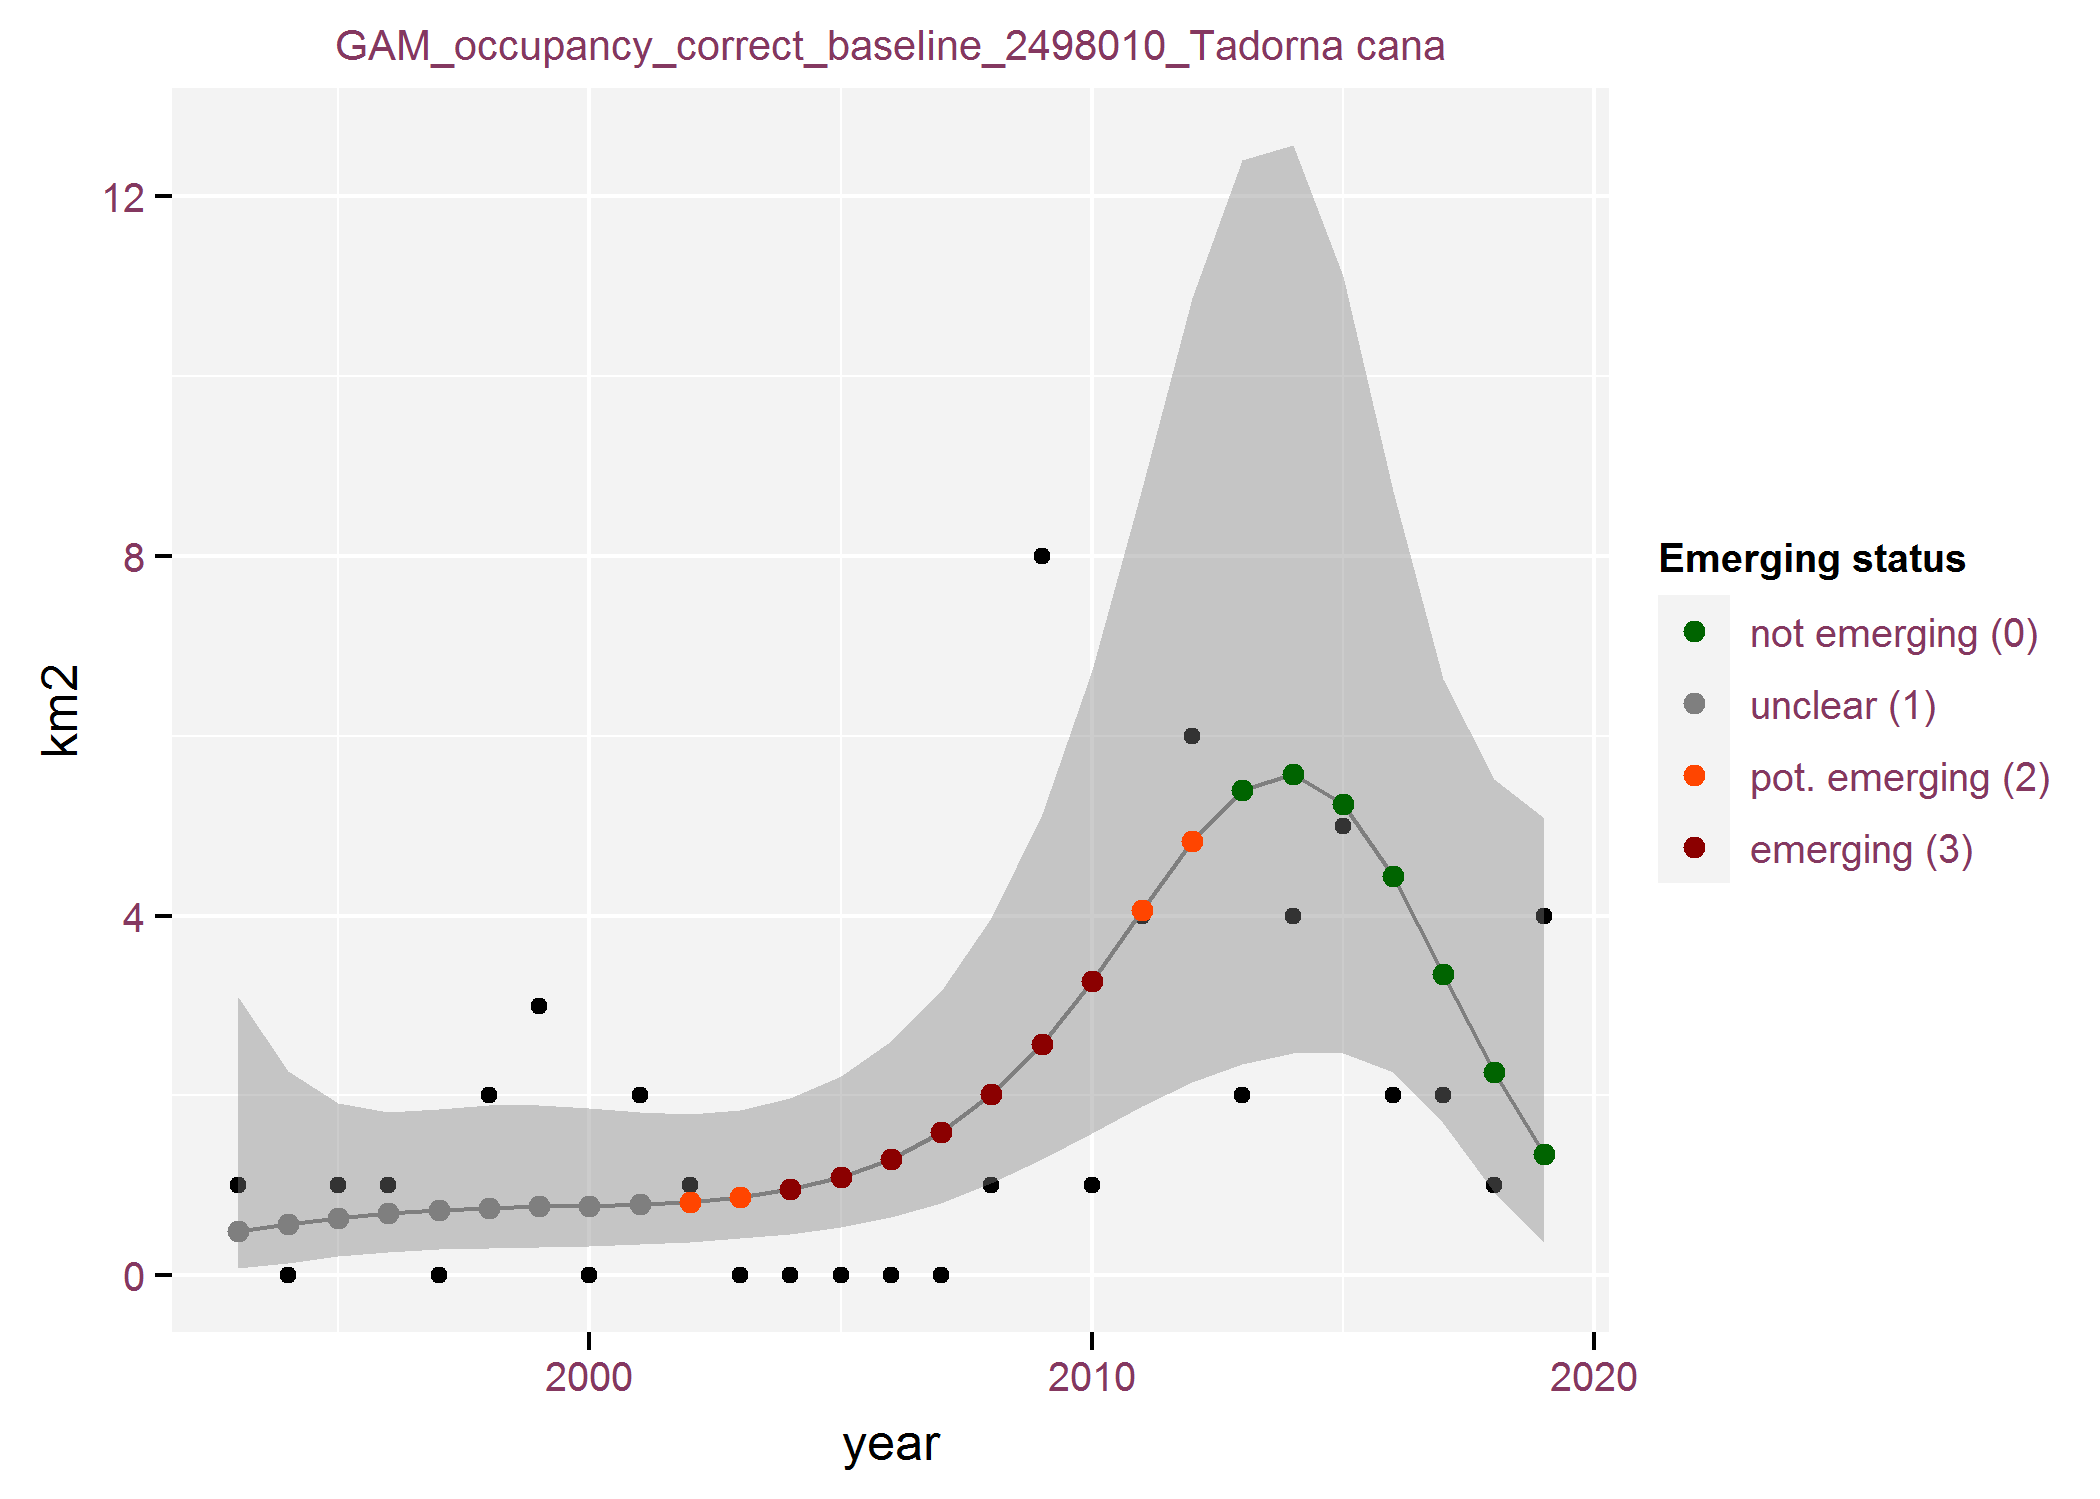 GAM_occupancy_correct_baseline_2498010_Tadorna cana
12
8
4
0
km2
2000
2010
2020
year
Emerging status
not emerging (0)
unclear (1)
pot. emerging (2)
emerging (3)